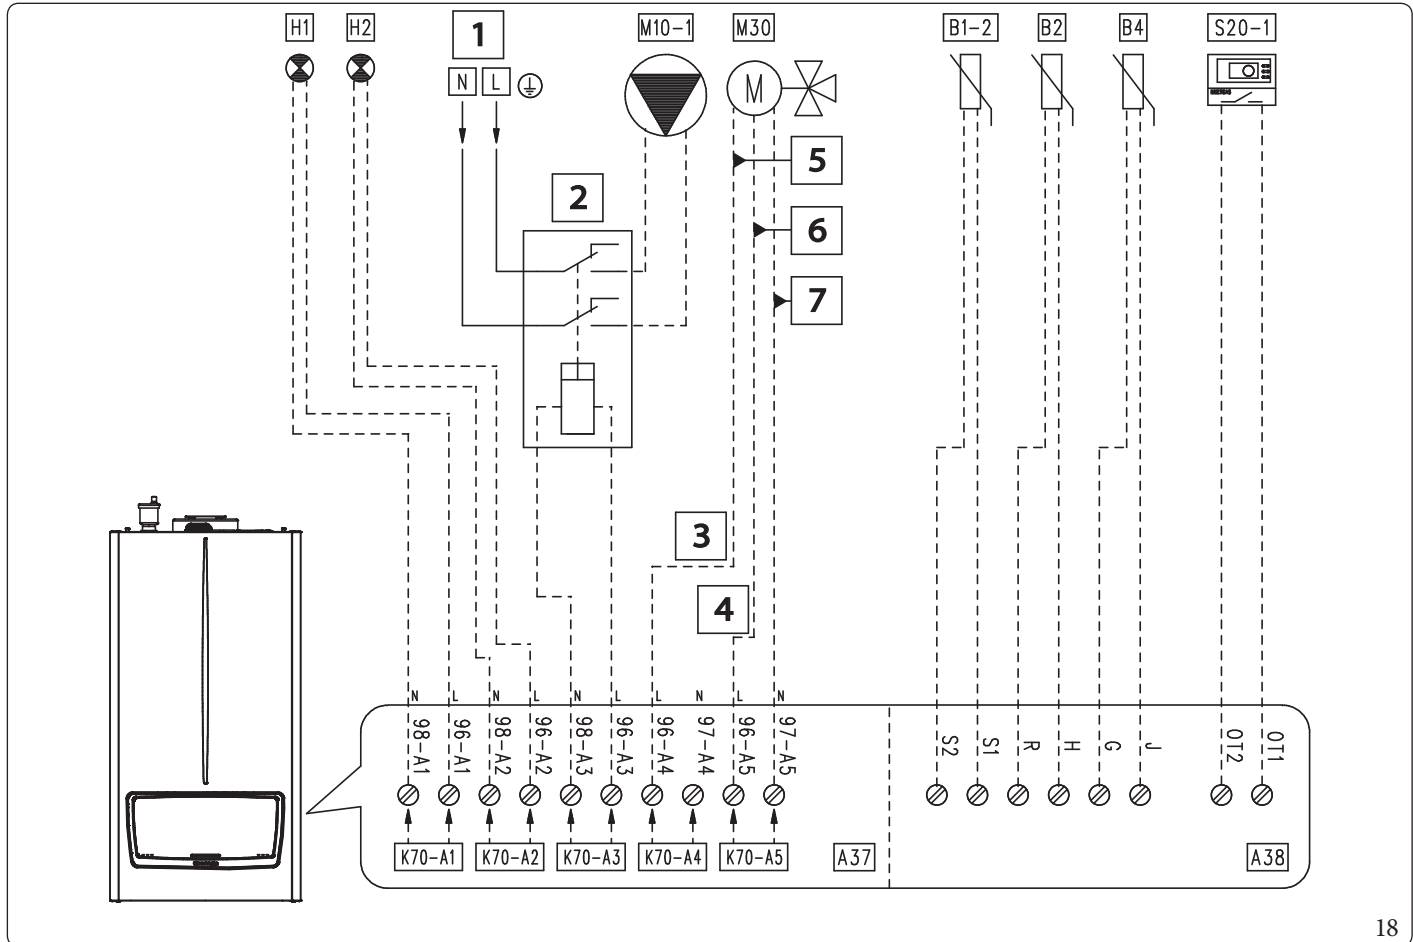 H1 H2 1 M10-1 M30 B1-2 B2 B4 S20-1
N L M
5
2
6
7
3
4
N L N L N L L N L N
98-A1 96-A1 98-A2 96-A2 98-A3 96-A3 96-A4 97-A4 96-A5 97-A5 S2 S1 R H G J OT2 OT1
K70-A1 K70-A2 K70-A3 K70-A4 K70-A5 A37 A38
18